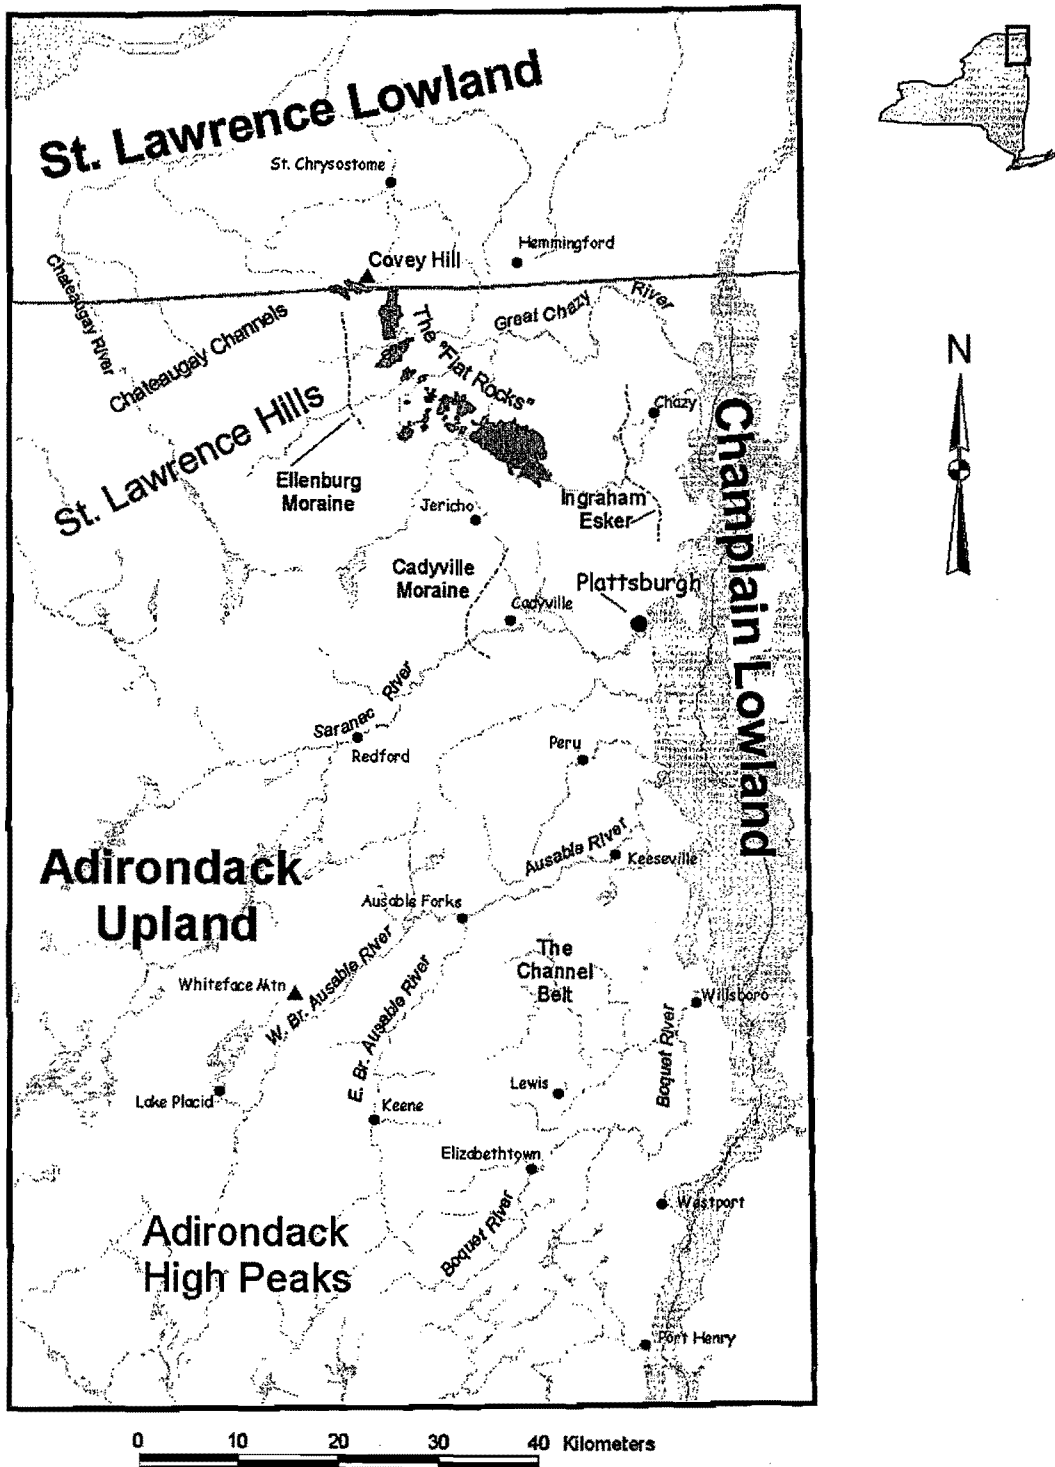 St. Lawrence Lowland
St. Chrysostome
Hemmingford
Covey Hill
Chateaugay River
Chateaugay Channels
The "Flat Rocks"
Great Chazy River
N
St. Lawrence Hills
Chazy
Champlain Lowland
Ellenburg
Moraine
Ingraham
Esker
Jericho
Cadyville
Moraine
Plattsburgh
Cadyville
Saranac River
Redford
Peru
Ausable River
Keeseville
Adirondack
Upland
Ausable Forks
The
Channel
Belt
Whiteface Mtn
W. Br. Ausable River
E. Br. Ausable River
Willsboro
Boquet River
Lewis
Lake Placid
Keene
Elizabethtown
Westport
Boquet River
Adirondack
High Peaks
Port Henry
0 10 20 30 40 Kilometers